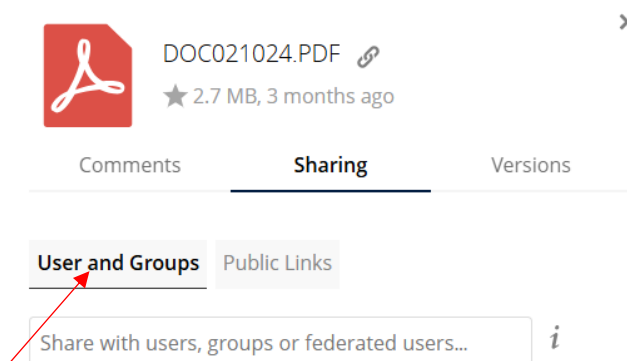 DOC021024.PDF
2.7 MB, 3 months ago
Comments Sharing Versions
User and Groups Public Links
Share with users, groups or federated users...
i